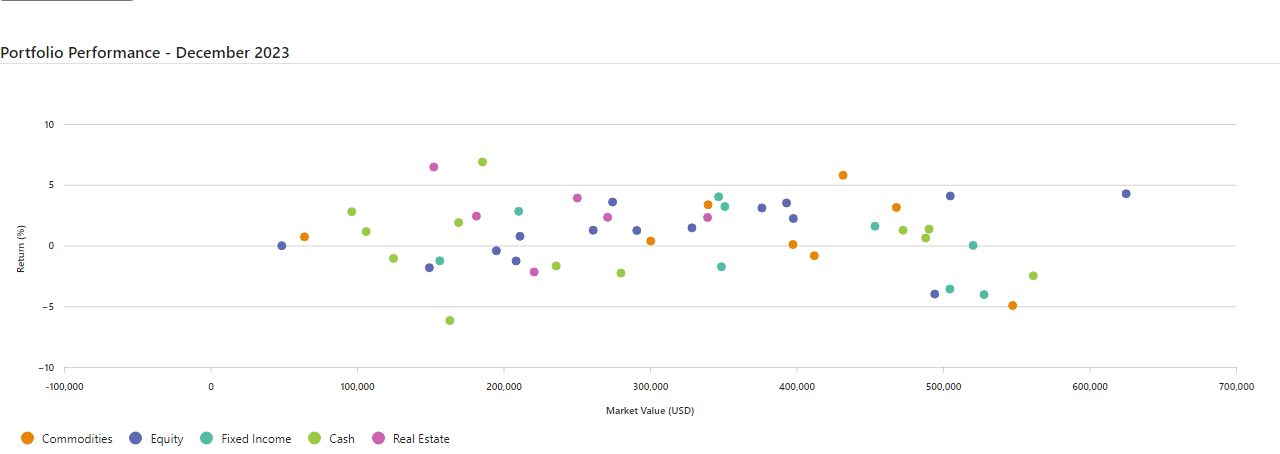 Portfolio Performance - December 2023
10
5
0
−5
−10
Return (%)
-100,000 0 100,000 200,000 300,000 400,000 500,000 600,000 700,000
Market Value (USD)
Commodities Equity Fixed Income Cash Real Estate